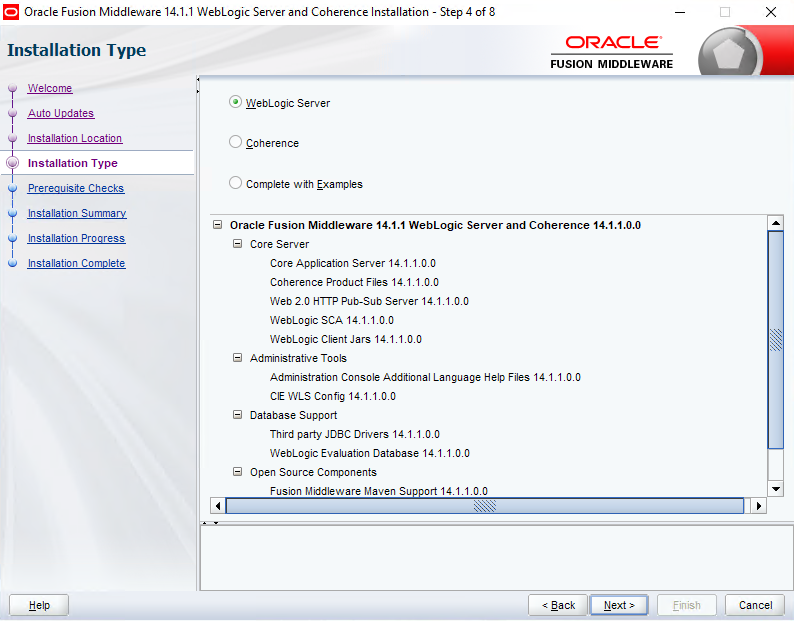 Oracle Fusion Middleware 14.1.1 WebLogic Server and Coherence Installation - Step 4 of 8
Installation Type
ORACLE
FUSION MIDDLEWARE
Welcome
Auto Updates
Installation Location
Installation Type
Prerequisite Checks
Installation Summary
Installation Progress
Installation Complete
WebLogic Server
Coherence
Complete with Examples
Oracle Fusion Middleware 14.1.1 WebLogic Server and Coherence 14.1.1.0.0
Core Server
Core Application Server 14.1.1.0.0
Coherence Product Files 14.1.1.0.0
Web 2.0 HTTP Pub-Sub Server 14.1.1.0.0
WebLogic SCA 14.1.1.0.0
WebLogic Client Jars 14.1.1.0.0
Administrative Tools
Administration Console Additional Language Help Files 14.1.1.0.0
CIE WLS Config 14.1.1.0.0
Database Support
Third party JDBC Drivers 14.1.1.0.0
WebLogic Evaluation Database 14.1.1.0.0
Open Source Components
Fusion Middleware Maven Support 14.1.1.0.0
Help
< Back
Next >
Finish
Cancel